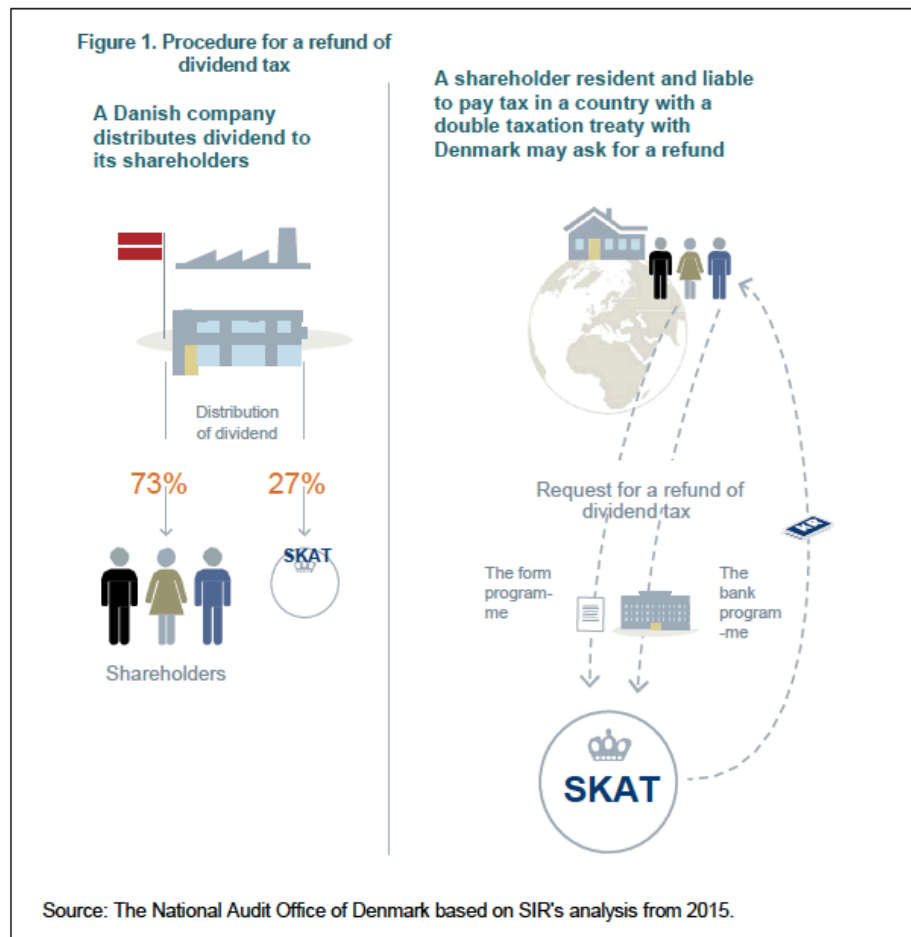 Figure 1. Procedure for a refund of
dividend tax
A Danish company
distributes dividend to
its shareholders
Distribution
of dividend
73%
27%
SKAT
Shareholders
A shareholder resident and liable
to pay tax in a country with a
double taxation treaty with
Denmark may ask for a refund
Request for a refund of
dividend tax
KR
The form
program-
me
The
bank
program
-me
SKAT
Source: The National Audit Office of Denmark based on SIR's analysis from 2015.